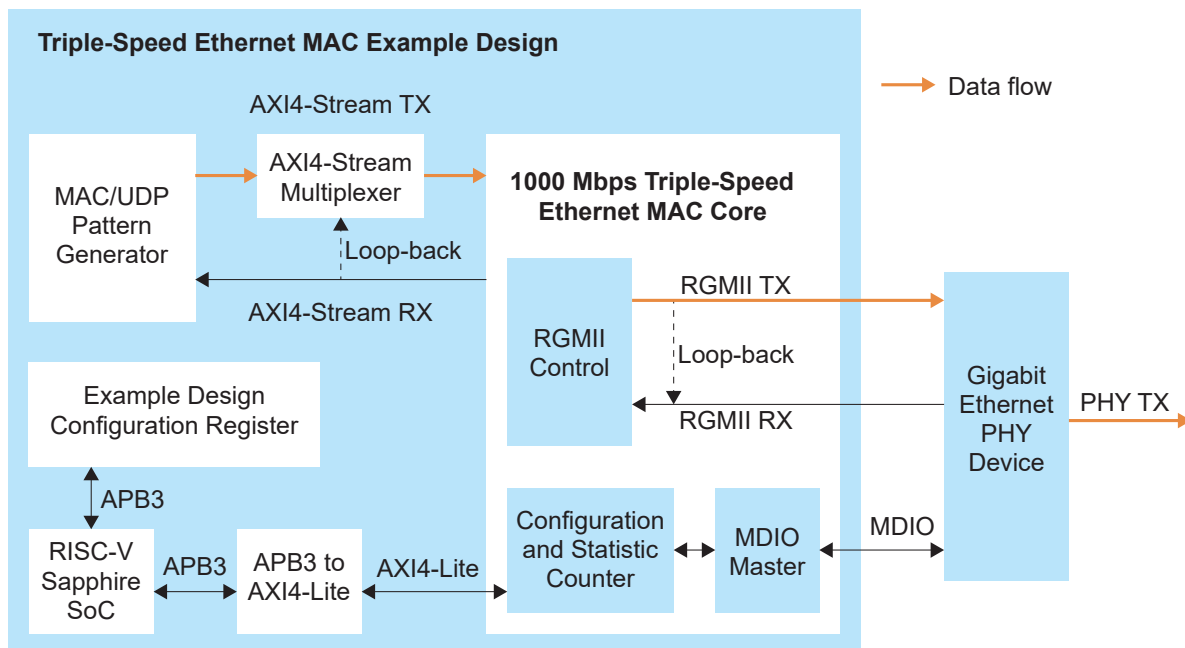 Triple-Speed Ethernet MAC Example Design
Data flow
AXI4-Stream TX
MAC/UDP
Pattern
Generator
AXI4-Stream
Multiplexer
Loop-back
AXI4-Stream RX
1000 Mbps Triple-Speed
Ethernet MAC Core
RGMII
Control
RGMII TX
Loop-back
RGMII RX
Gigabit
Ethernet
PHY
Device
PHY TX
Example Design
Configuration Register
APB3
RISC-V
Sapphire
SoC
APB3
APB3 to
AXI4-Lite
AXI4-Lite
Configuration
and Statistic
Counter
MDIO
Master
MDIO